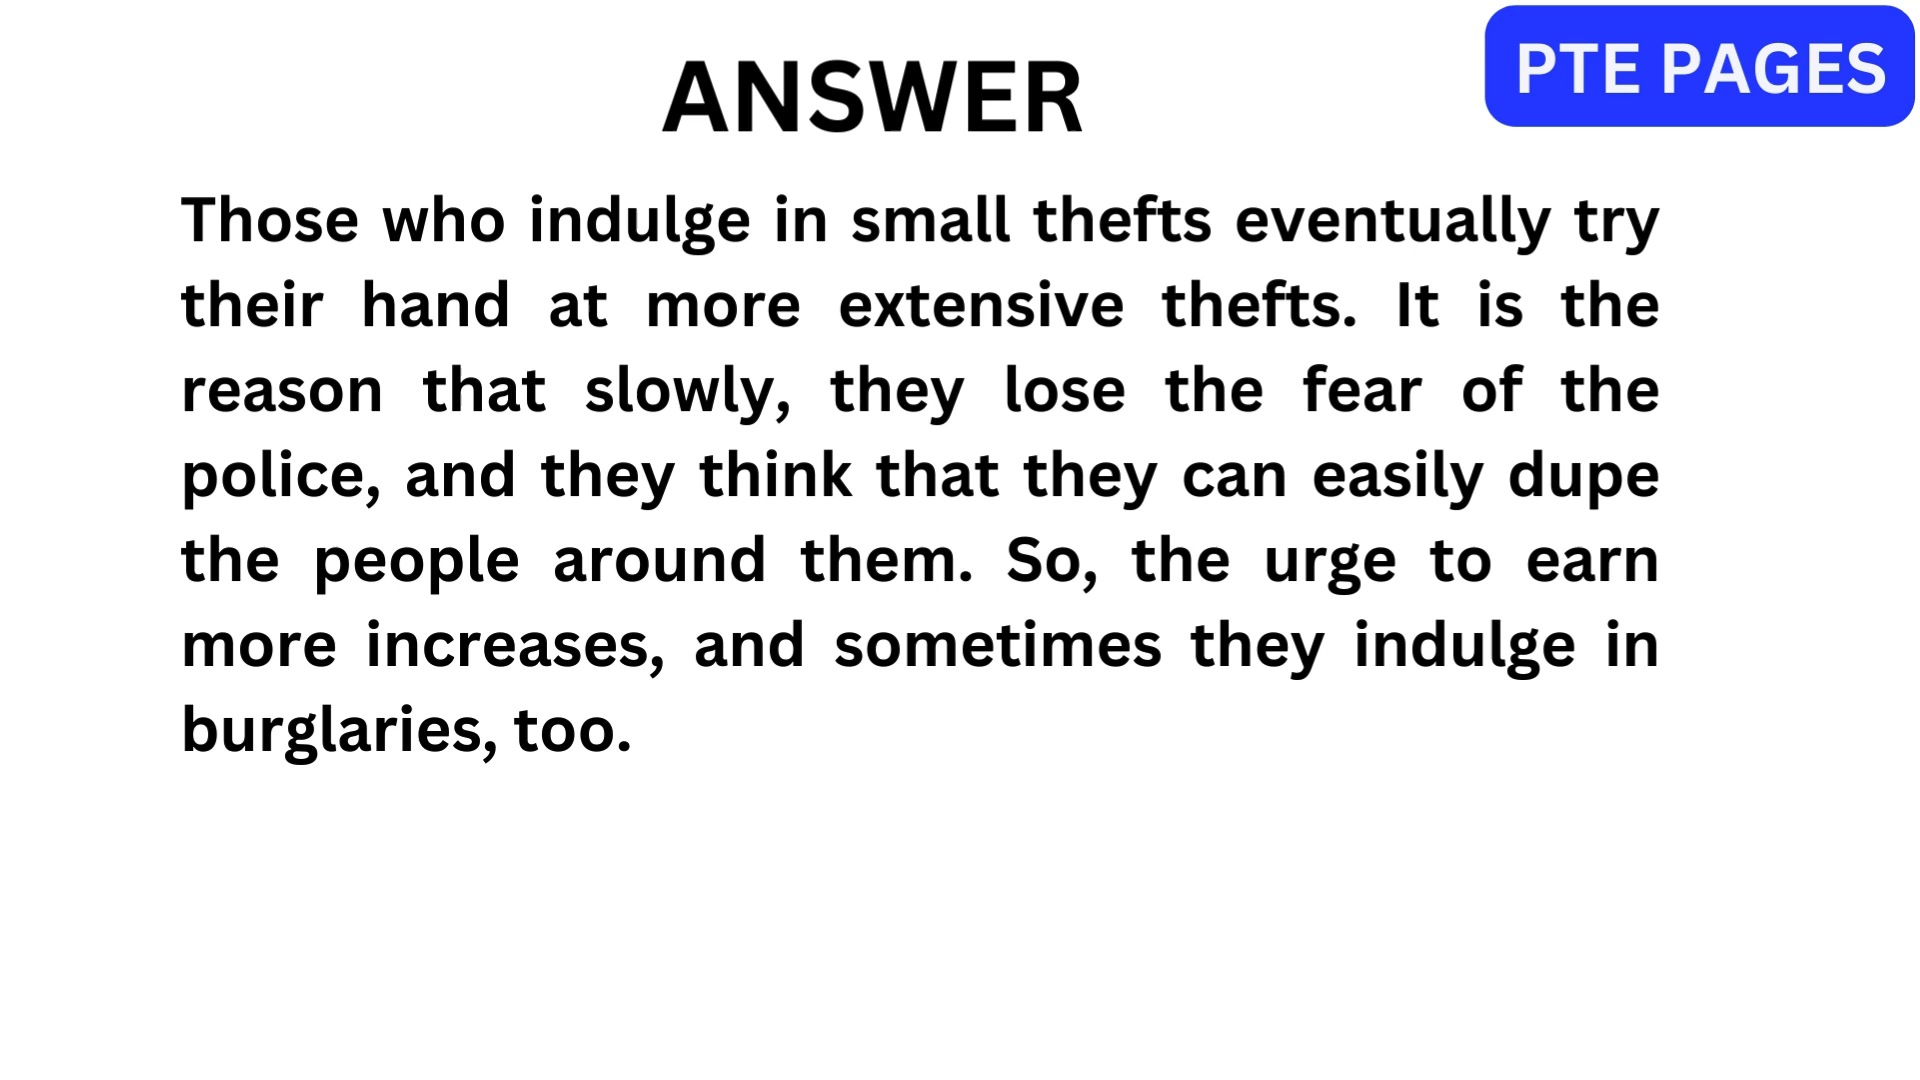 PTE PAGES
ANSWER
Those who indulge in small thefts eventually try
their hand at more extensive thefts. It is the
reason that slowly, they lose the fear of the
police, and they think that they can easily dupe
the people around them. So, the urge to earn
more increases, and sometimes they indulge in
burglaries, too.